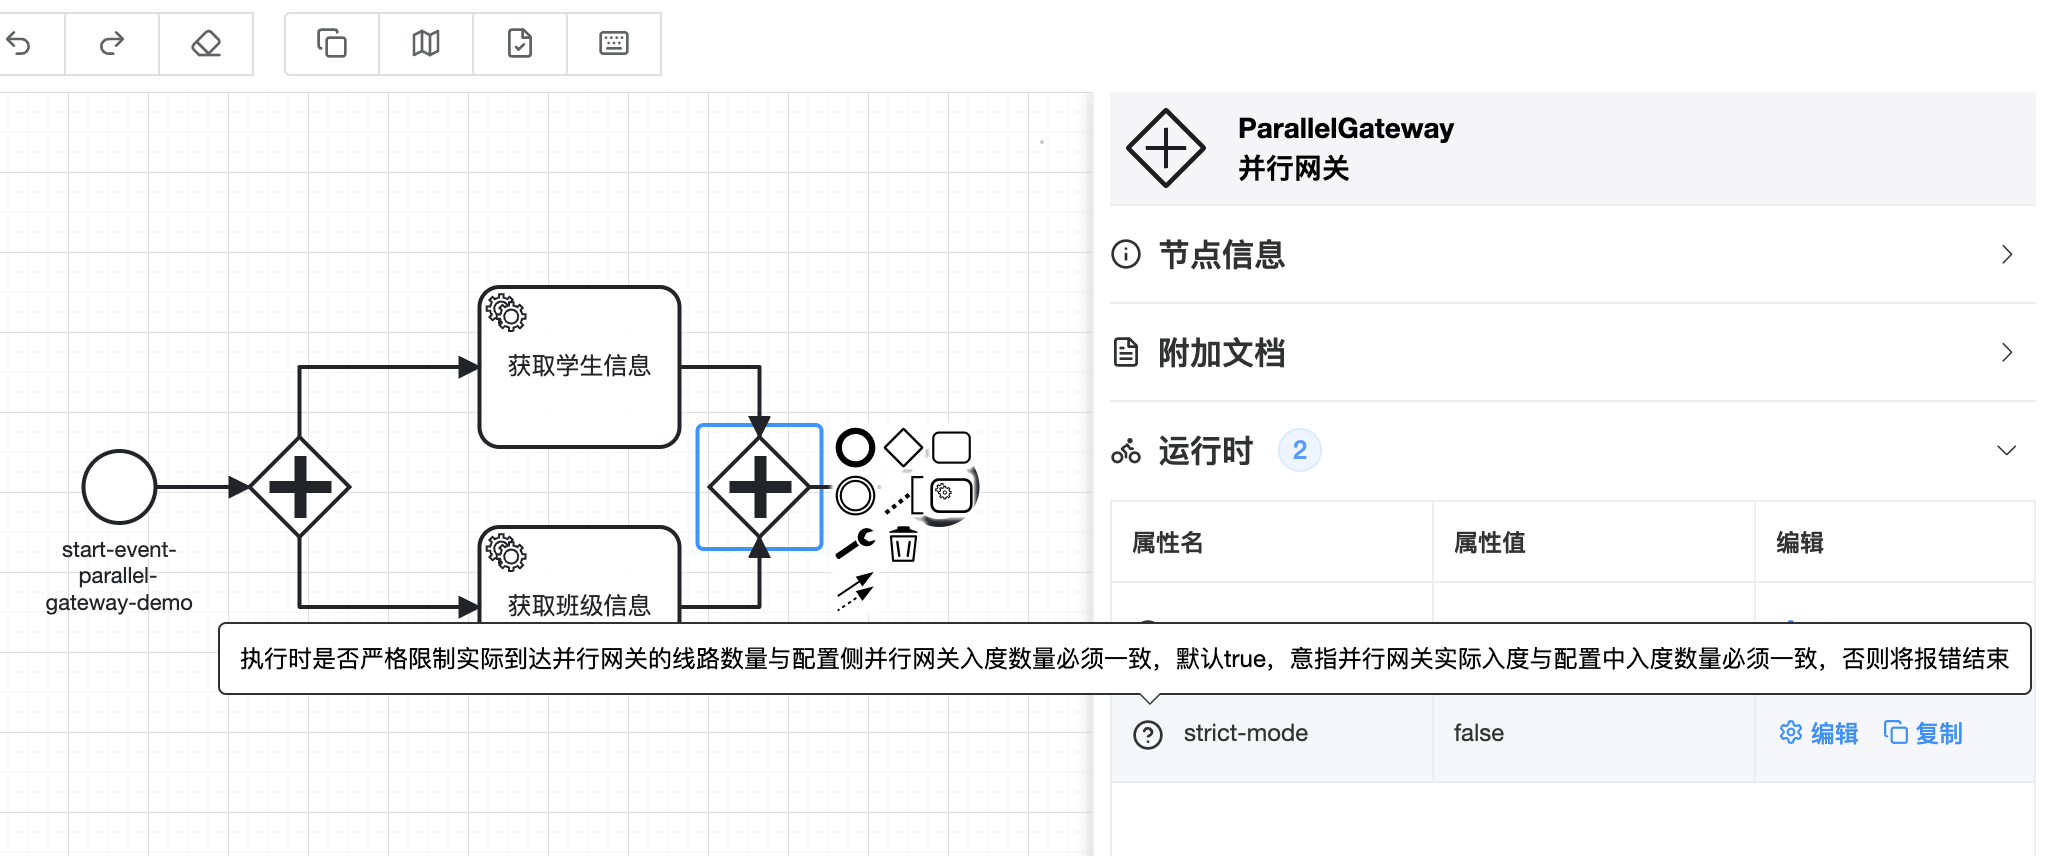 ParallelGateway
并行网关
节点信息
附加文档
运行时 2
属性名 属性值 编辑
获取学生信息
start-event-
parallel-
gateway-demo
获取班级信息
执行时是否严格限制实际到达并行网关的线路数量与配置侧并行网关入度数量必须一致，默认true，意指并行网关实际入度与配置中入度数量必须一致，否则将报错结束
strict-mode false 编辑 复制